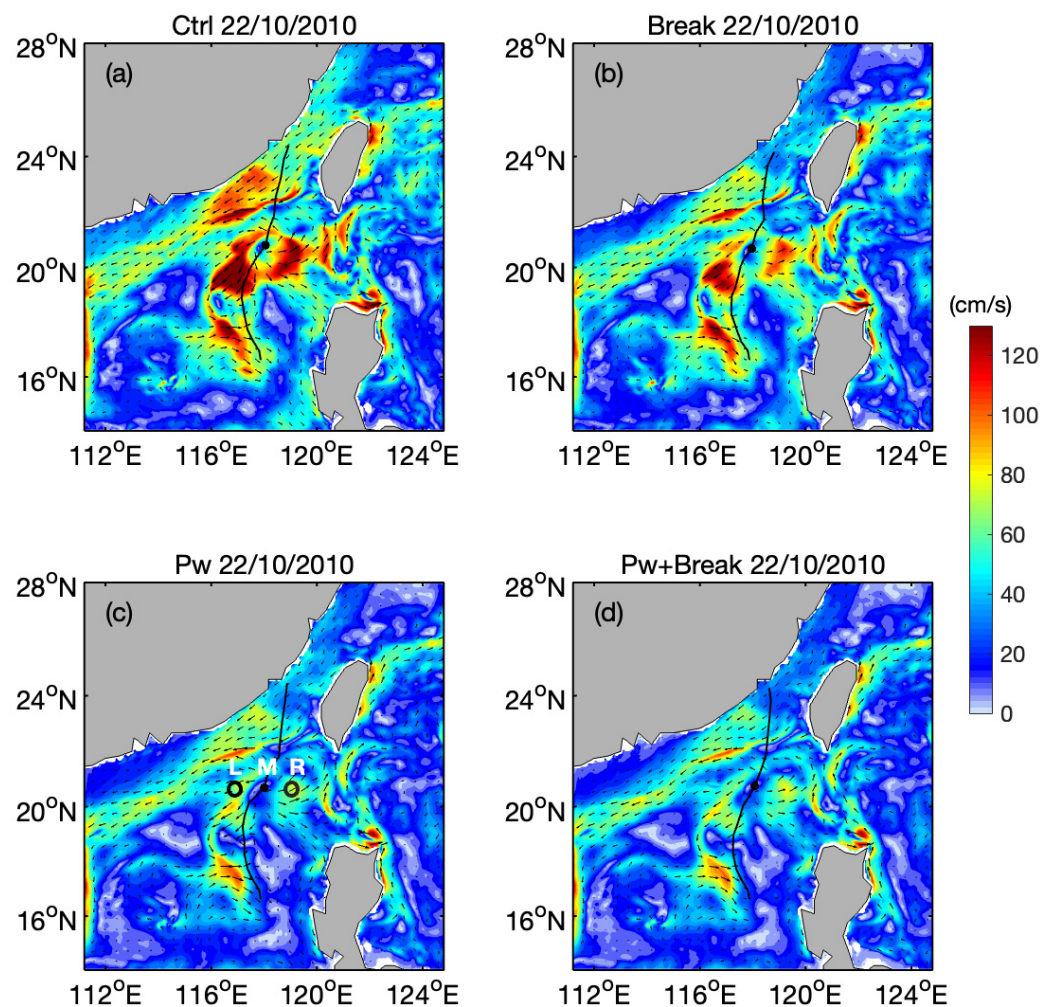 Ctrl 22/10/2010
Break 22/10/2010
28°N
(a)
24°N
20°N
16°N
112°E 116°E 120°E 124°E
28°N
(b)
24°N
20°N
16°N
112°E 116°E 120°E 124°E
(cm/s)
120
100
80
60
40
20
0
Pw 22/10/2010
Pw+Break 22/10/2010
28°N
(c)
24°N
L M R
20°N
16°N
112°E 116°E 120°E 124°E
28°N
(d)
24°N
20°N
16°N
112°E 116°E 120°E 124°E